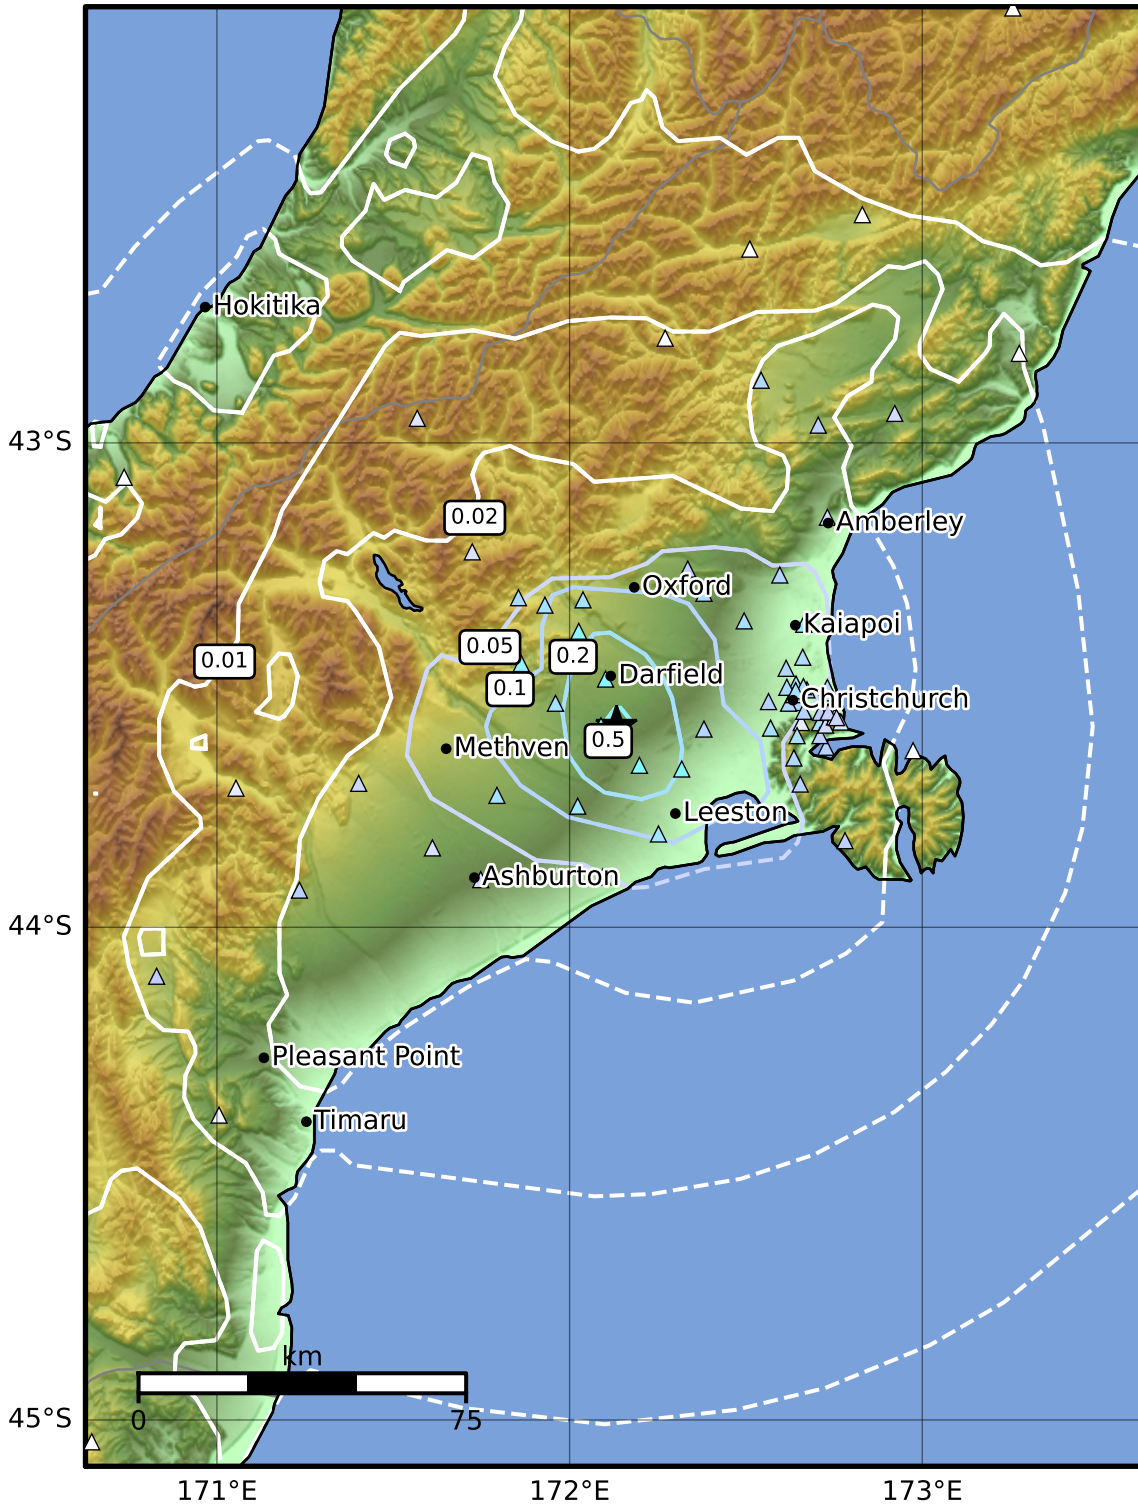 Hokitika
43°S
0.02
Amberley
Oxford
Kaiapoi
0.05
0.2
0.01
Darfield
0.1
Christchurch
0.5
Methven
Leeston
Ashburton
44°S
Pleasant Point
Timaru
km
0
75
45°S
171°E
172°E
173°E